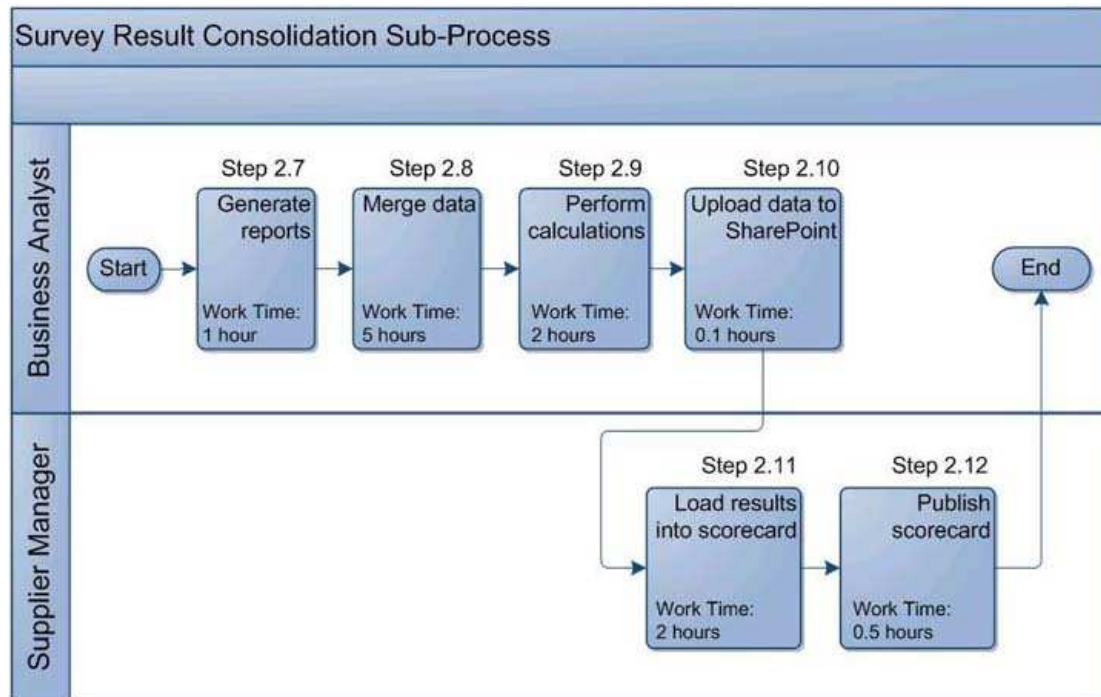 Survey Result Consolidation Sub-Process
Business Analyst
Start
Step 2.7
Generate
reports
Work Time:
1 hour
Step 2.8
Merge data
Work Time:
5 hours
Step 2.9
Perform
calculations
Work Time:
2 hours
Step 2.10
Upload data to
SharePoint
Work Time:
0.1 hours
End
Supplier Manager
Step 2.11
Load results
into scorecard
Work Time:
2 hours
Step 2.12
Publish
scorecard
Work Time:
0.5 hours